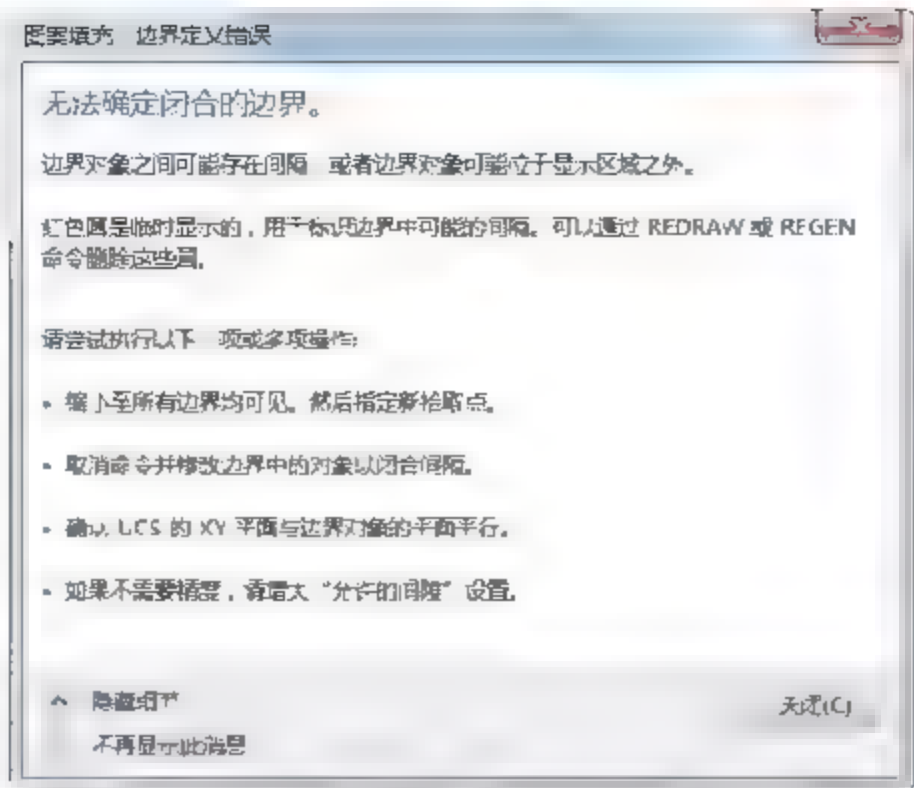 图案填充 边界定义错误
无法确定闭合的边界。
边界对象之间可能存在间隔 或者边界对象可能位于显示区域之外。
红色圆是临时显示的，用于标识边界中可能的间隔。可以通过 REDRAW 或 REGEN
命令删除这些圆。
请尝试执行以下 项或多项操作:
• 缩小至所有边界均可见。然后指定新拾取点。
• 取消命令并修改边界中的对象以闭合间隔。
• 确认 UCS 的 XY 平面与边界对象的平面平行。
• 如果不需要精度，请增大“允许的间隙”设置。
隐藏细节
关闭(C)
不再显示此消息